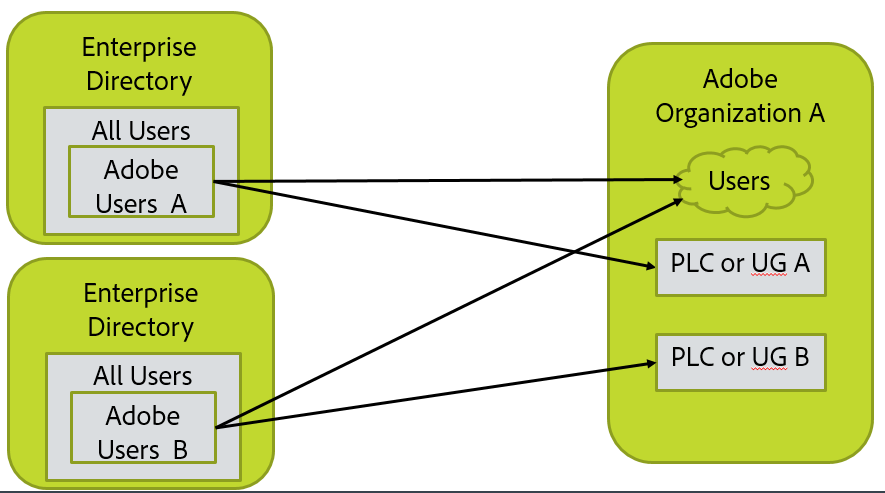 Enterprise
Directory
All Users
Adobe
Users A
Enterprise
Directory
All Users
Adobe
Users B
Adobe
Organization A
Users
PLC or UG A
PLC or UG B